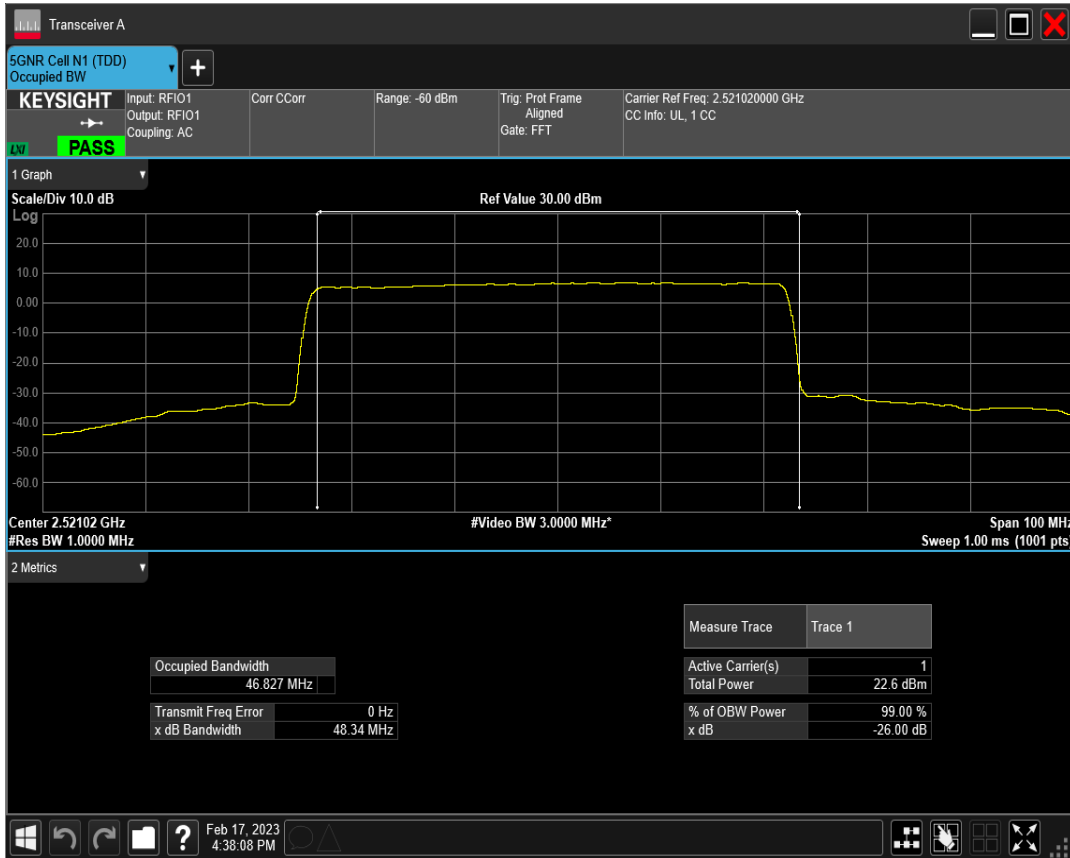 Transceiver A
5GNR Cell N1 (TDD)
Occupied BW
+
KEYSIGHT
LXI
PASS
Input: RFIO1
Output: RFIO1
Coupling: AC
Corr CCorr
Range: -60 dBm
Trig: Prot Frame
Aligned
Gate: FFT
Carrier Ref Freq: 2.521020000 GHz
CC Info: UL, 1 CC
1 Graph
Scale/Div 10.0 dB
Ref Value 30.00 dBm
Log
20.0
10.0
0.00
-10.0
-20.0
-30.0
-40.0
-50.0
-60.0
Center 2.52102 GHz
#Video BW 3.0000 MHz*
Span 100 MHz
#Res BW 1.0000 MHz
Sweep 1.00 ms (1001 pts)
2 Metrics
Measure Trace Trace 1
Occupied Bandwidth
46.827 MHz
Transmit Freq Error 0 Hz
x dB Bandwidth 48.34 MHz
Active Carrier(s) 1
Total Power 22.6 dBm
% of OBW Power 99.00 %
x dB -26.00 dB
?
Feb 17, 2023
4:38:08 PM